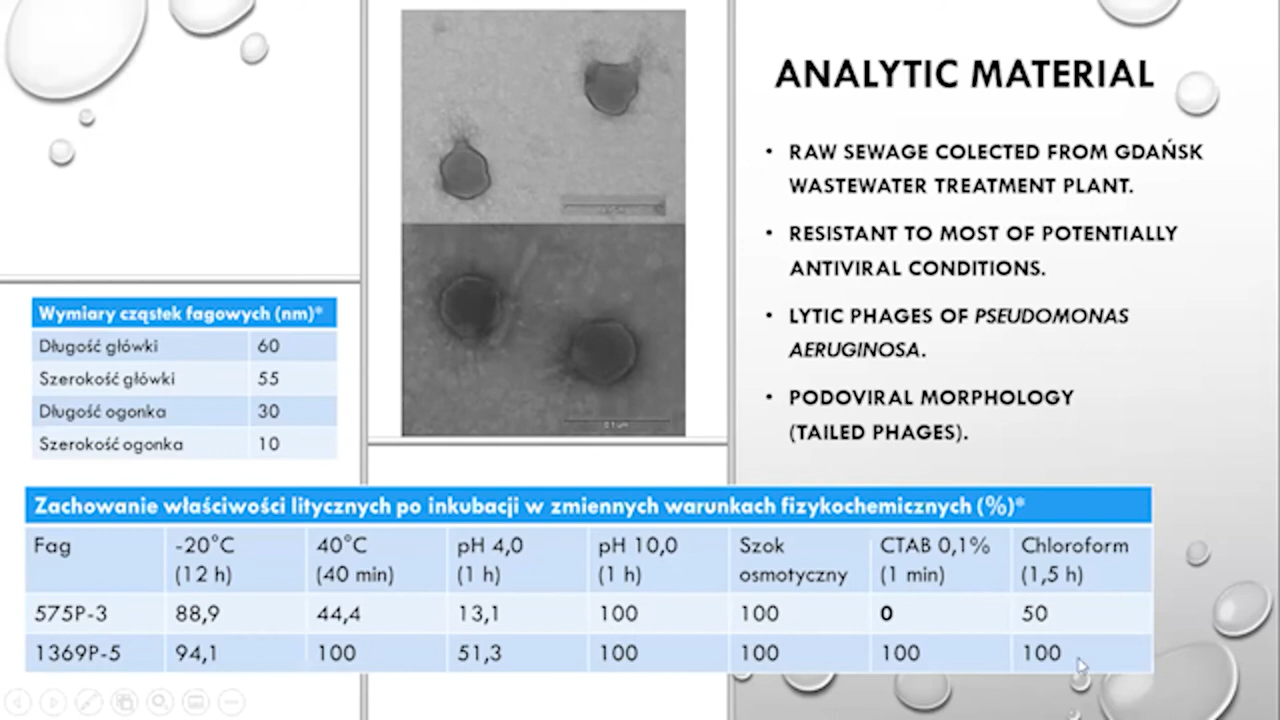 ANALYTIC MATERIAL
• RAW SEWAGE COLECTED FROM GDAŃSK
WASTEWATER TREATMENT PLANT.
• RESISTANT TO MOST OF POTENTIALLY
ANTIVIRAL CONDITIONS.
• LYTIC PHAGES OF PSEUDOMONAS
AERUGINOSA.
• PODOVIRAL MORPHOLOGY
(TAILED PHAGES).
Wymiary cząstek fagowych (nm)*
Długość główki 60
Szerokość główki 55
Długość ogonka 30
Szerokość ogonka 10
Zachowanie właściwości litycznych po inkubacji w zmiennych warunkach fizykochemicznych (%)*
Fag -20°C 40°C pH 4,0 pH 10,0 Szok CTAB 0,1% Chloroform
(12 h) (40 min) (1 h) (1 h) osmotyczny (1 min) (1,5 h)
575P-3 88,9 44,4 13,1 100 100 0 50
1369P-5 94,1 100 51,3 100 100 100 100